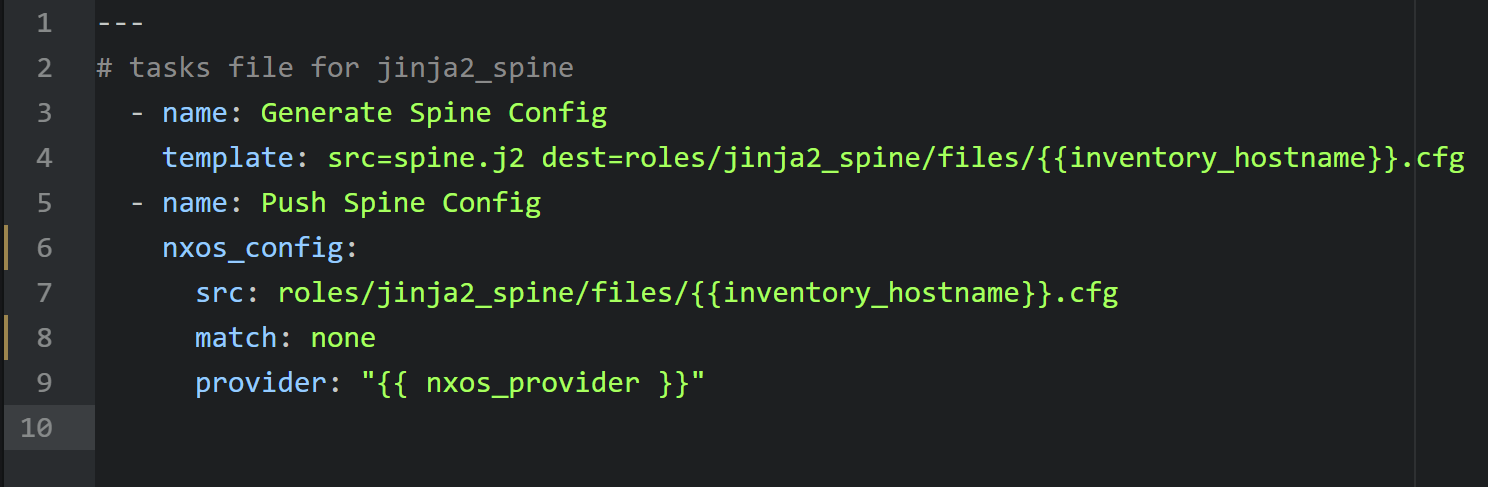 1 ---
2 # tasks file for jinja2_spine
3   - name: Generate Spine Config
4     template: src=spine.j2 dest=roles/jinja2_spine/files/{{inventory_hostname}}.cfg
5   - name: Push Spine Config
6     nxos_config:
7       src: roles/jinja2_spine/files/{{inventory_hostname}}.cfg
8       match: none
9       provider: "{{ nxos_provider }}"
10